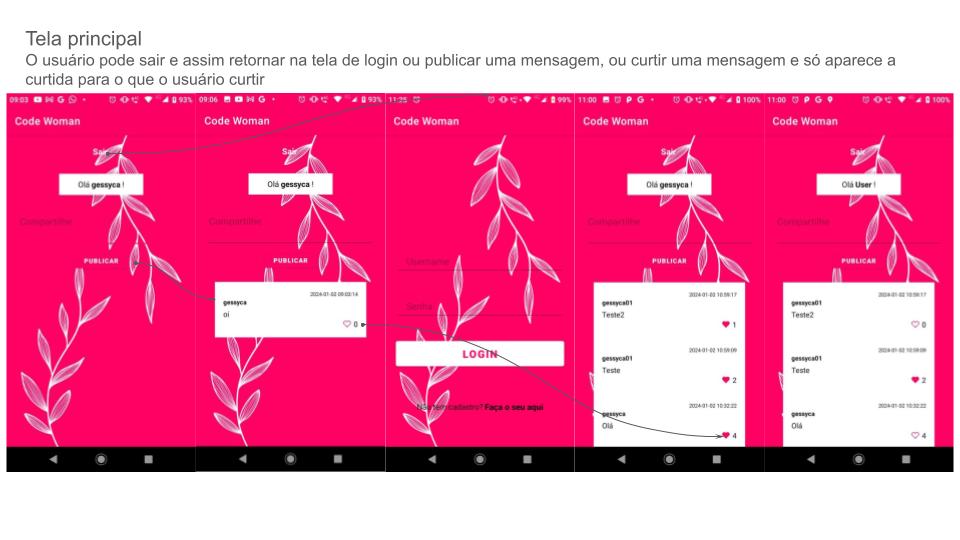 Tela principal
O usuário pode sair e assim retornar na tela de login ou publicar uma mensagem, ou curtir uma mensagem e só aparece a
curtida para o que o usuário curtir
09:03 93%
Code Woman
Sair
Olá gessyca !
Compartilhe
PUBLICAR
09:06 93%
Code Woman
Sair
Olá gessyca !
Compartilhe
PUBLICAR
2024-01-02 09:03:14
gessyca
oi
0
11:25 99%
Code Woman
Username
Senha
LOGIN
Não tem cadastro? Faça o seu aqui
11:00 100%
Code Woman
Sair
Olá gessyca !
Compartilhe
PUBLICAR
2024-01-02 10:59:17
gessyca01
Teste2
1
2024-01-02 10:59:09
gessyca01
Teste
2
2024-01-02 10:32:22
gessyca
Olá
4
11:00 100%
Code Woman
Sair
Olá User !
Compartilhe
PUBLICAR
2024-01-02 10:59:17
gessyca01
Teste2
0
2024-01-02 10:59:09
gessyca01
Teste
2
2024-01-02 10:32:22
gessyca
Olá
4